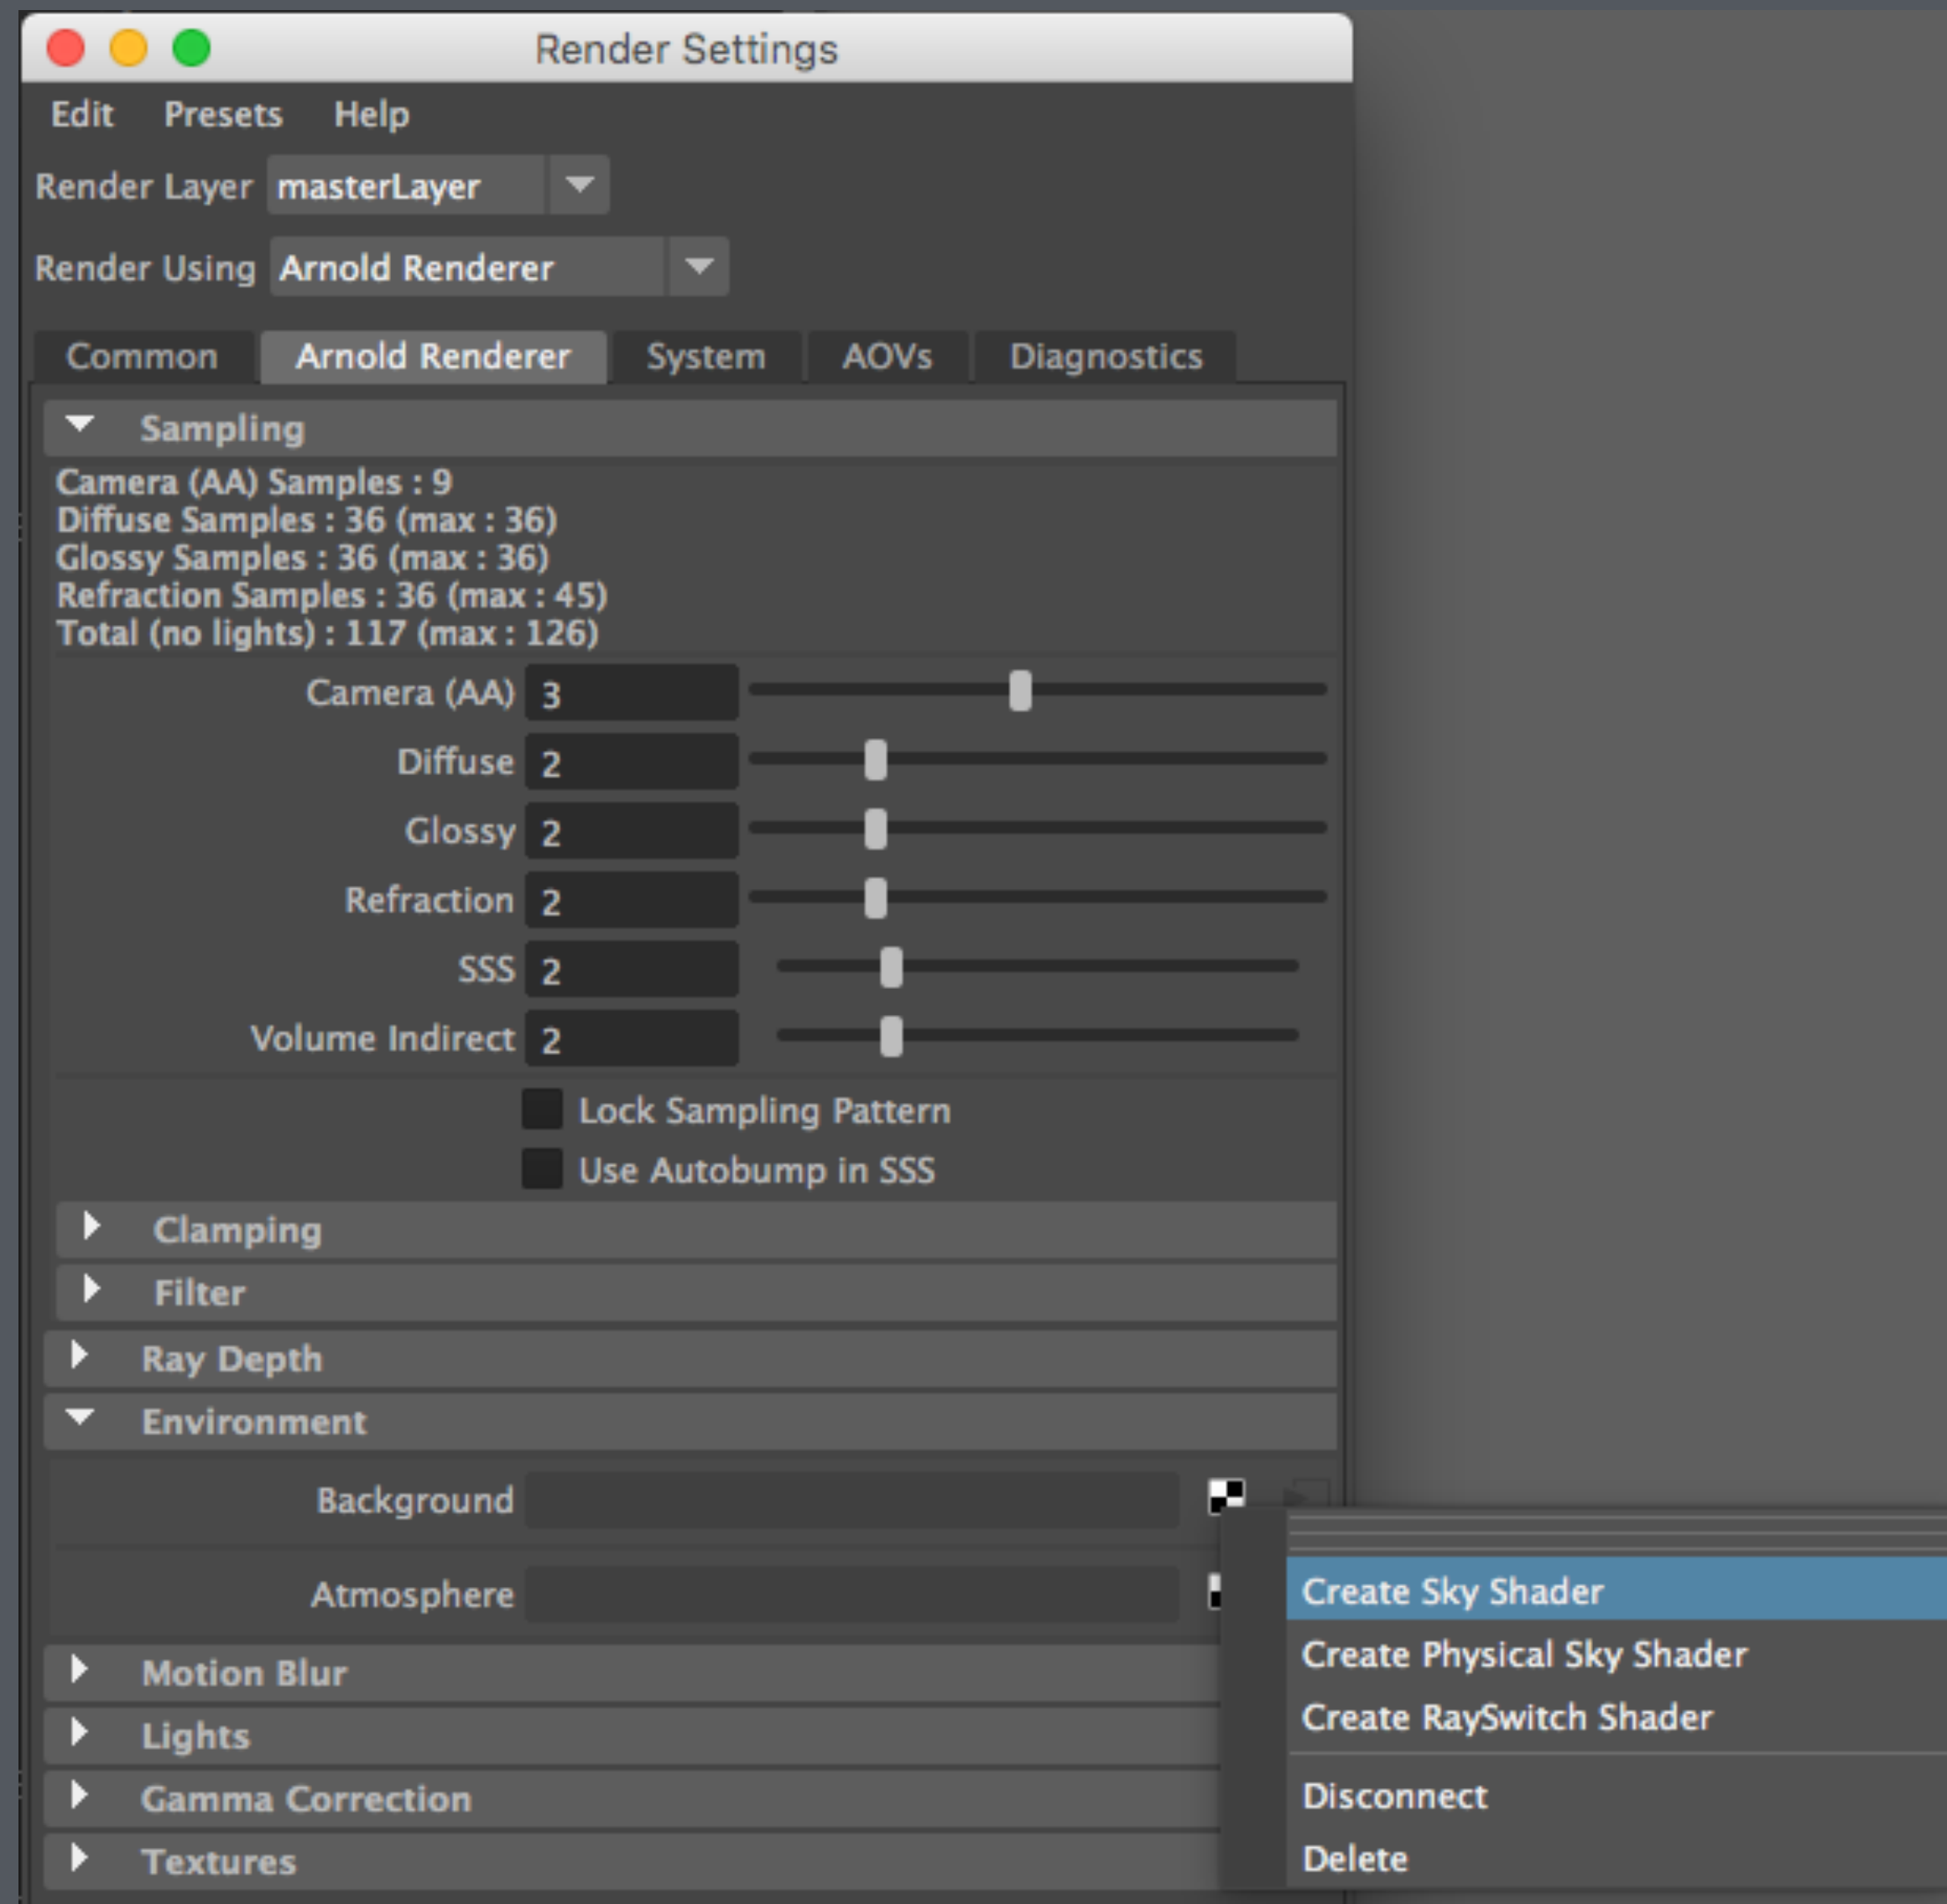 Render Settings
Edit Presets Help
Render Layer masterLayer
Render Using Arnold Renderer
Common Arnold Renderer System AOVs Diagnostics
Sampling
Camera (AA) Samples : 9
Diffuse Samples : 36 (max : 36)
Glossy Samples : 36 (max : 36)
Refraction Samples : 36 (max : 45)
Total (no lights) : 117 (max : 126)
Camera (AA) 3
Diffuse 2
Glossy 2
Refraction 2
SSS 2
Volume Indirect 2
Lock Sampling Pattern
Use Autobump in SSS
Clamping
Filter
Ray Depth
Environment
Background
Atmosphere
Motion Blur
Lights
Gamma Correction
Textures
Create Sky Shader
Create Physical Sky Shader
Create RaySwitch Shader
Disconnect
Delete